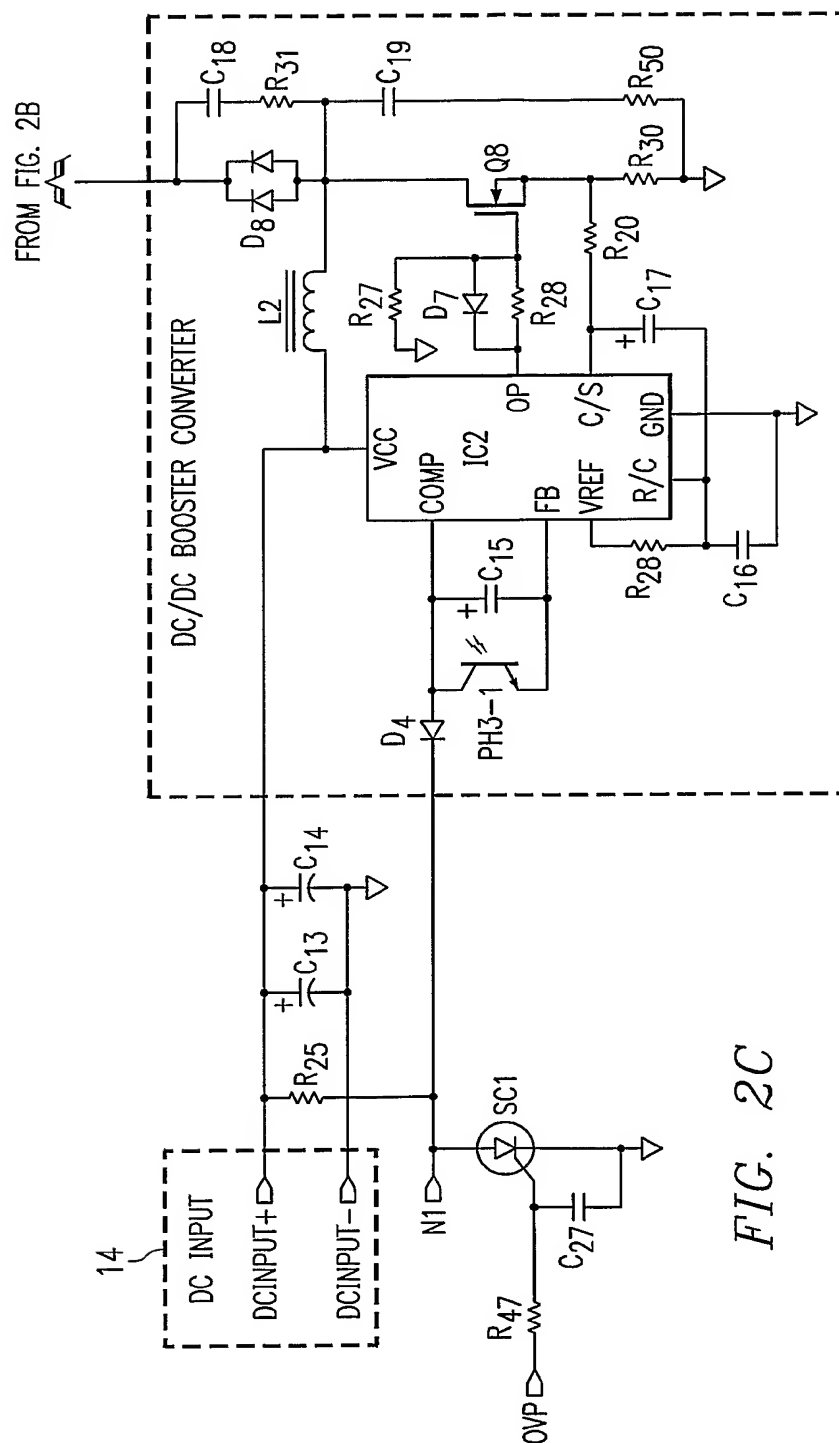 FROM FIG. 2B
DC/DC BOOSTER CONVERTER
C18
R31
D8
C19
L2
R50
Q8
R30
R27
D7
R28
R20
C17
+
VCC
OP
COMP
IC2
C/S
FB
VREF
R/C
GND
C15
+
R28
C16
D4
PH3-1
C14
+
C13
+
R25
14
DC INPUT
DCINPUT+
DCINPUT-
N1
SC1
C27
R47
OVP
FIG. 2C